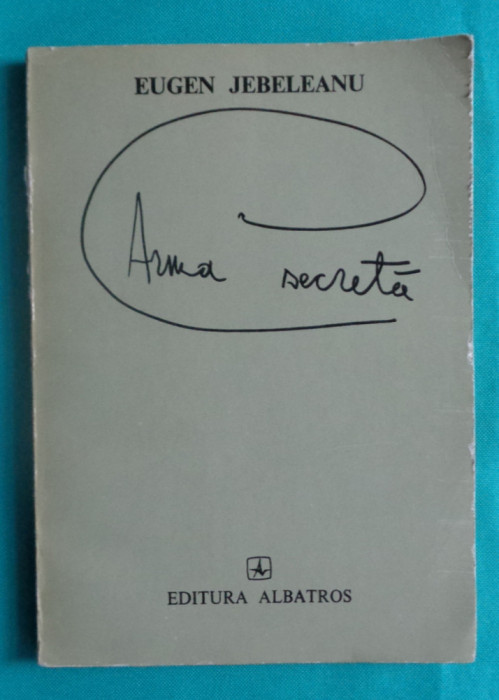 EUGEN JEBELEANU
Arma secretă
EDITURA ALBATROS